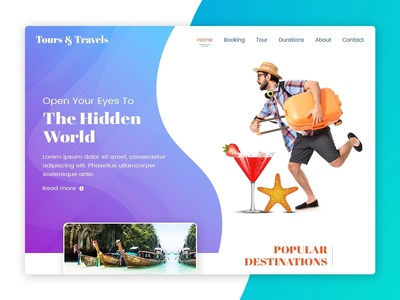 Tours & Travels
Home Booking Tour Durations About Contact
Open Your Eyes To
The Hidden
World
Lorem ipsum dolor sit amet, consectetur
adipiscing elit. Phasellus ullamcorper
scelerisque ante.
Read more
POPULAR
DESTINATIONS